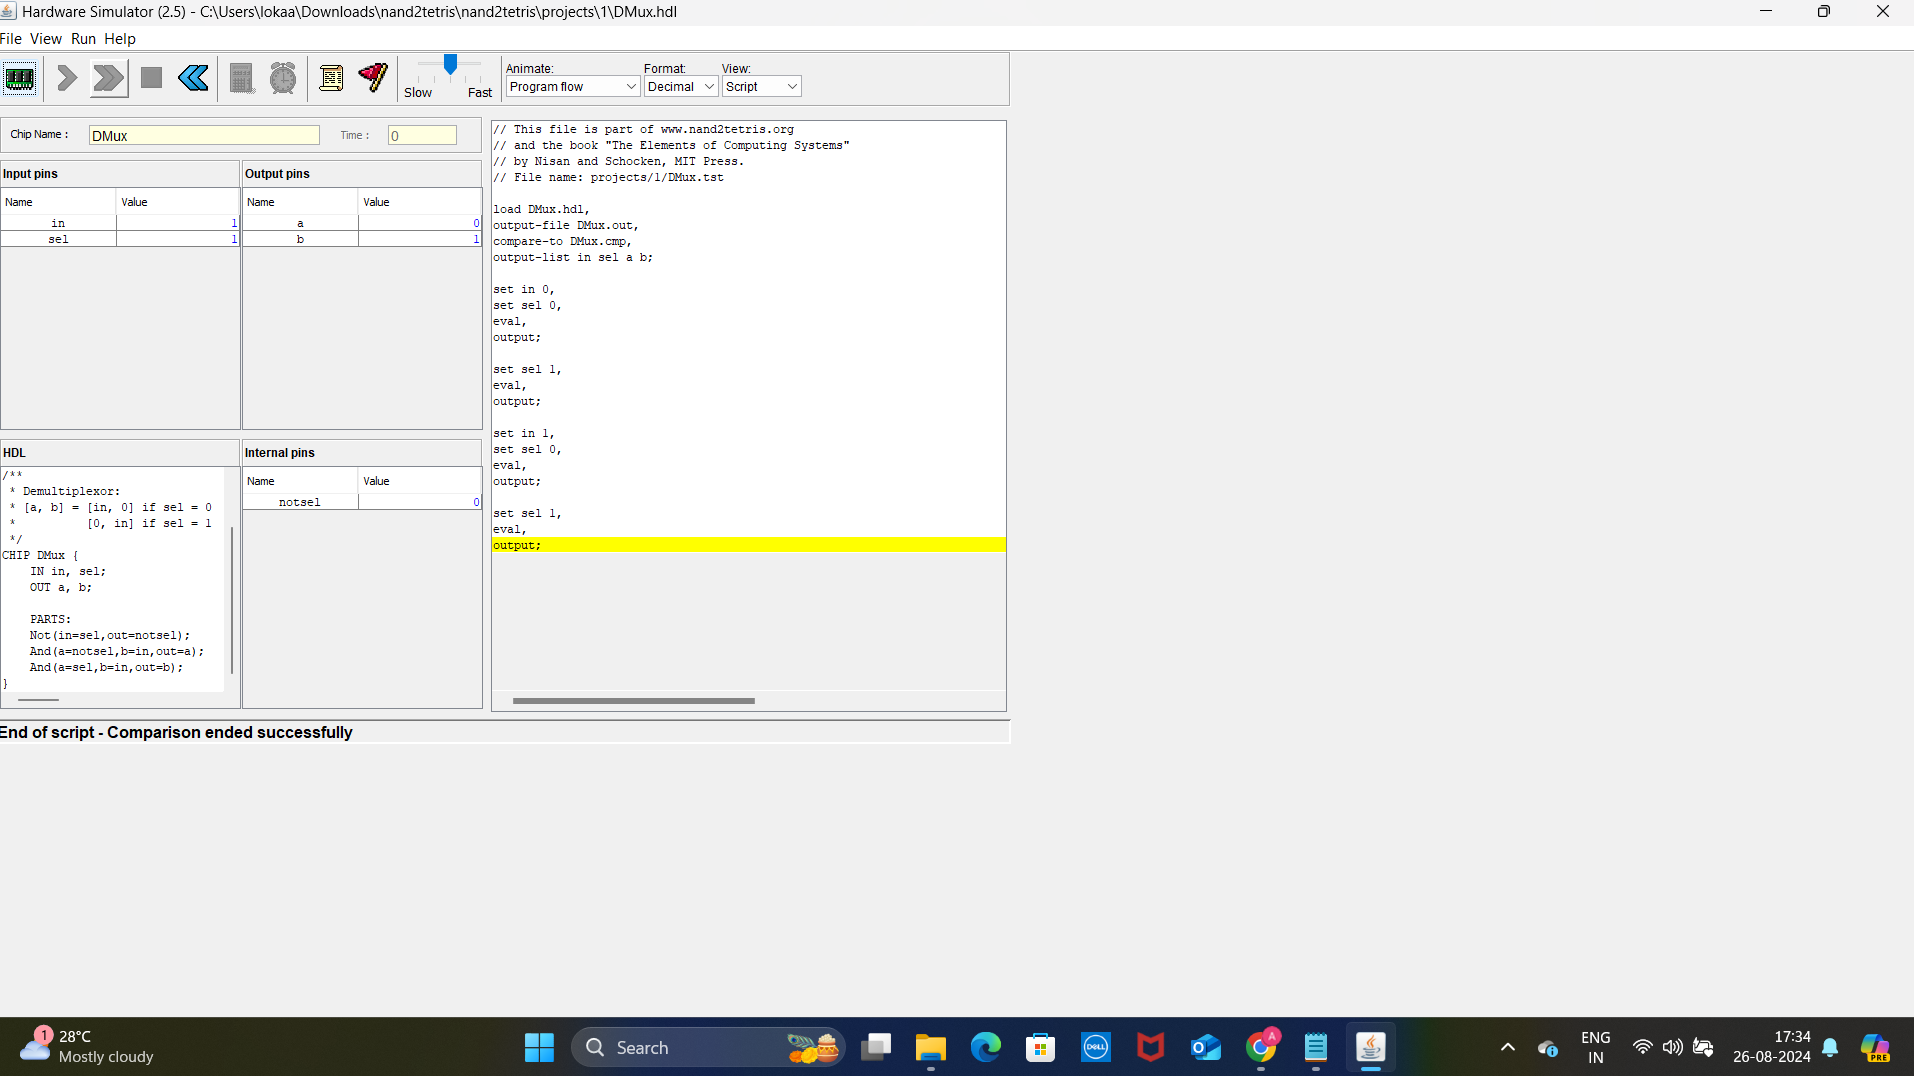 Hardware Simulator (2.5) - C:\Users\lokaa\Downloads\nand2tetris\nand2tetris\projects\1\DMux.hdl
File View Run Help
Slow Fast
Animate: Format: View:
Program flow Decimal Script
Chip Name : DMux Time : 0
Input pins
Name Value
in 1
sel 1
Output pins
Name Value
a 0
b 1
HDL
/**
* Demultiplexor:
* [a, b] = [in, 0] if sel = 0
* [0, in] if sel = 1
*/
CHIP DMux {
IN in, sel;
OUT a, b;
PARTS:
Not(in=sel,out=notsel);
And(a=notsel,b=in,out=a);
And(a=sel,b=in,out=b);
}
Internal pins
Name Value
notsel 0
// This file is part of www.nand2tetris.org
// and the book "The Elements of Computing Systems"
// by Nisan and Schocken, MIT Press.
// File name: projects/1/DMux.tst
load DMux.hdl,
output-file DMux.out,
compare-to DMux.cmp,
output-list in sel a b;
set in 0,
set sel 0,
eval,
output;
set sel 1,
eval,
output;
set in 1,
set sel 0,
eval,
output;
set sel 1,
eval,
output;
End of script - Comparison ended successfully
1
28°C
Mostly cloudy
Search
DELL
A
ENG
IN
17:34
26-08-2024
PRE